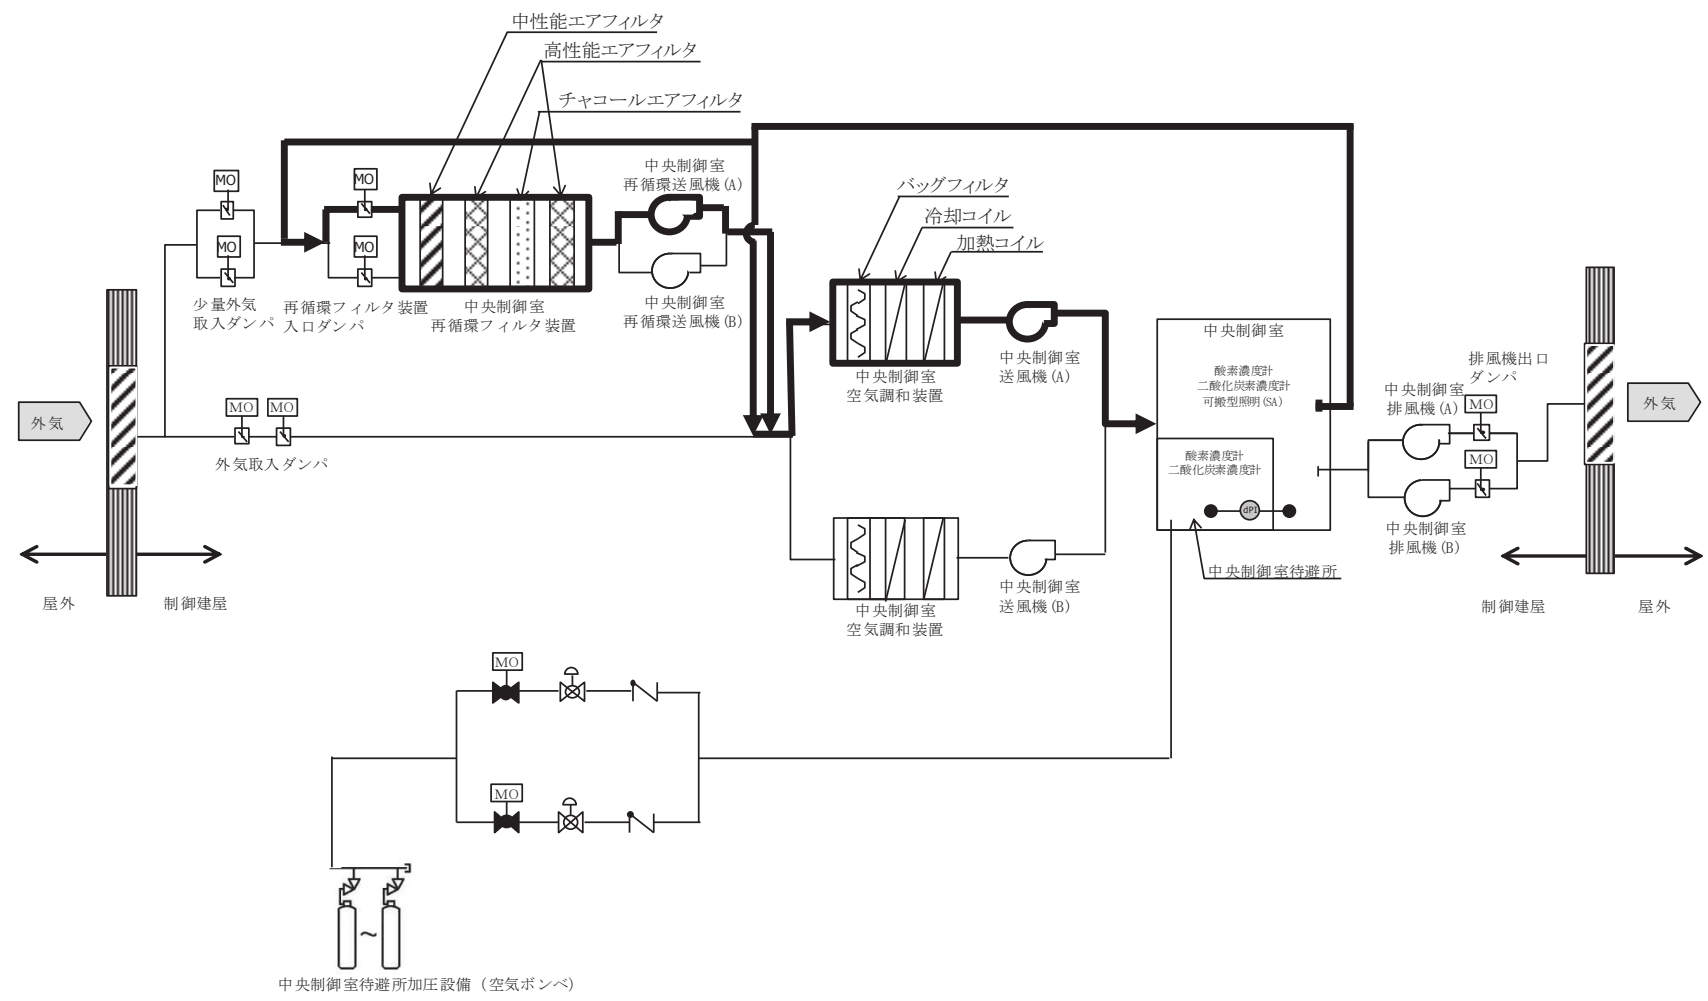 中性能エアフィルタ
高性能エアフィルタ
チャコールエアフィルタ
MO
MO
MO
MO
中央制御室
再循環送風機(A)
中央制御室
再循環送風機(B)
少量外気
取入ダンパ
再循環フィルタ装置
入口ダンパ
中央制御室
再循環フィルタ装置
バッグフィルタ
冷却コイル
加熱コイル
中央制御室
空気調和装置
中央制御室
送風機(A)
中央制御室
酸素濃度計
二酸化炭素濃度計
可搬型照明(SA)
酸素濃度計
二酸化炭素濃度計
dPI
中央制御室待避所
排風機出口
ダンパ
中央制御室
排風機(A)
MO
MO
中央制御室
排風機(B)
外気
外気
MO
MO
外気取入ダンパ
中央制御室
空気調和装置
中央制御室
送風機(B)
屋外
制御建屋
制御建屋
屋外
MO
MO
~
中央制御室待避所加圧設備（空気ボンベ）